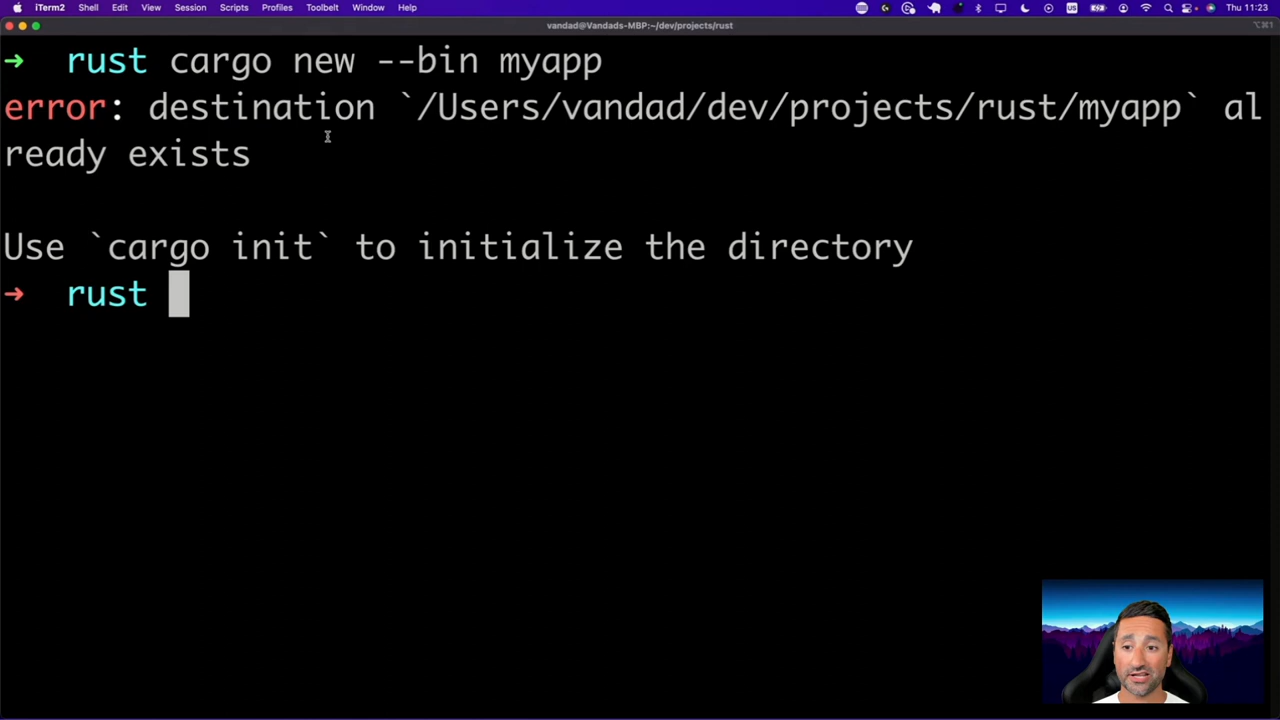 iTerm2 Shell Edit View Session Scripts Profiles Toolbelt Window Help US Thu 11:23
vandad@Vandads-MBP:~/dev/projects/rust ⌥⌘1
➜ rust cargo new --bin myapp
error: destination `/Users/vandad/dev/projects/rust/myapp` al
ready exists
Use `cargo init` to initialize the directory
➜ rust